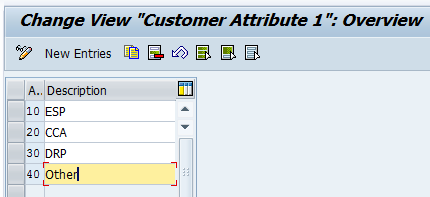 Change View "Customer Attribute 1": Overview
New Entries
A.. Description
10 ESP
20 CCA
30 DRP
40 Other